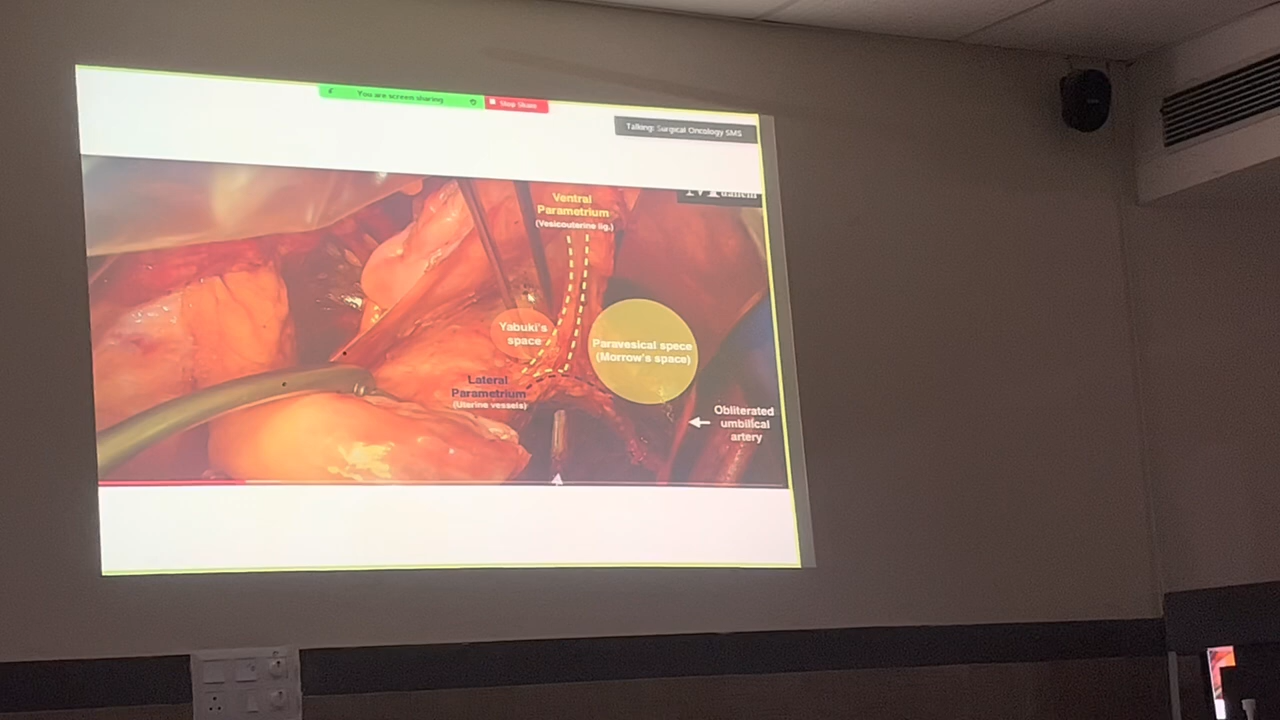 You are screen sharing
Stop Share
Talking: Surgical Oncology SMS
Ventral
Parametrium
(Vesicouterine lig.)
Yabuki's
space
Paravesical spece
(Morrow's space)
Lateral
Parametrium
(Uterine vessels)
Obliterated
umbilical
artery